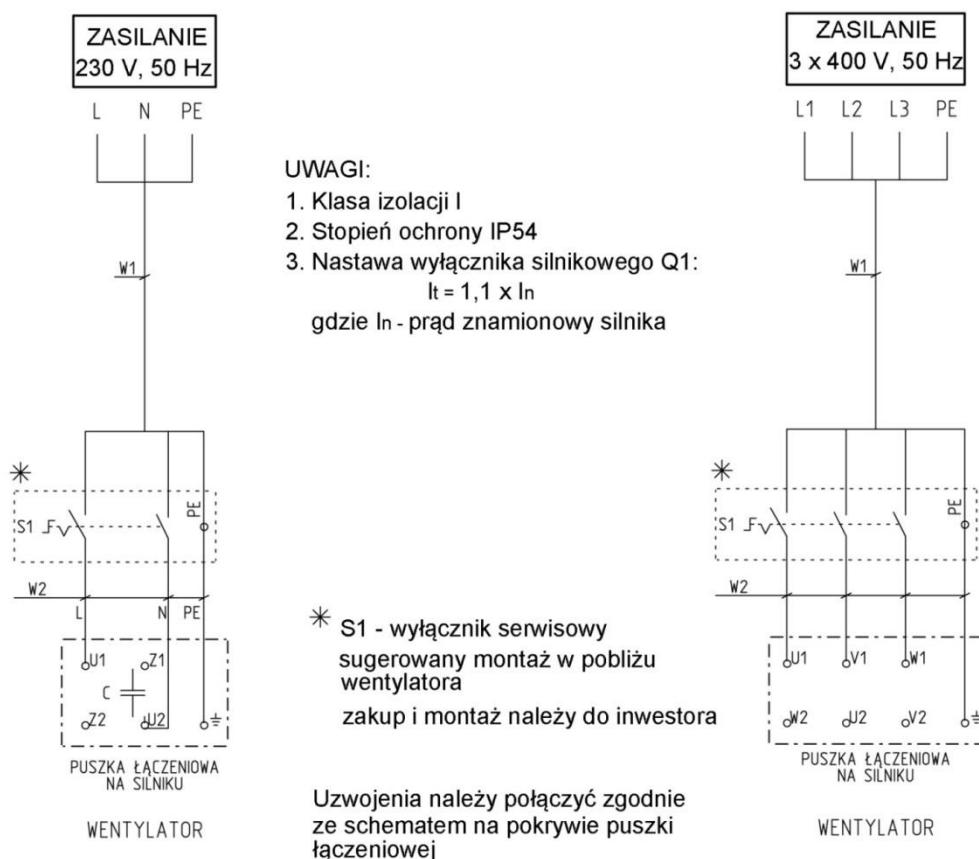 ZASILANIE
230 V, 50 Hz
L N PE
W1
S1
PE
W2
L N PE
U1 Z1
C
Z2 U2
PUSZKA ŁĄCZENIOWA
NA SILNIKU
WENTYLATOR
UWAGI:
1. Klasa izolacji I
2. Stopień ochrony IP54
3. Nastawa wyłącznika silnikowego Q1:
It = 1,1 x In
gdzie In - prąd znamionowy silnika
* S1 - wyłącznik serwisowy
sugerowany montaż w pobliżu
wentylatora
zakup i montaż należy do inwestora
Uzwojenia należy połączyć zgodnie
ze schematem na pokrywie puszki
łączeniowej
ZASILANIE
3 x 400 V, 50 Hz
L1 L2 L3 PE
W1
S1
PE
W2
U1 V1 W1
W2 U2 V2
PUSZKA ŁĄCZENIOWA
NA SILNIKU
WENTYLATOR